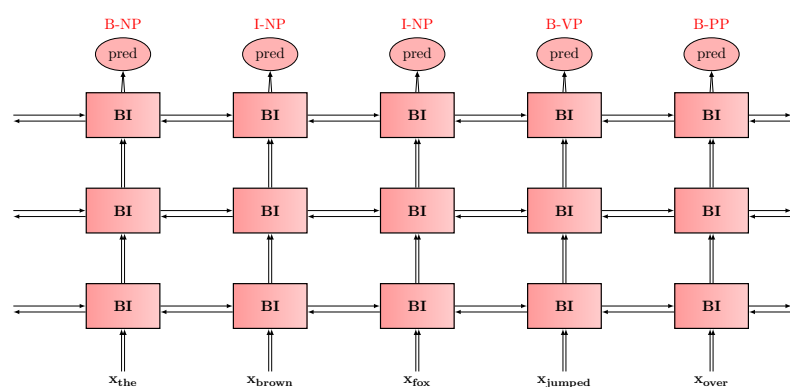 B-NP I-NP I-NP B-VP B-PP
pred pred pred pred pred
BI BI BI BI BI
BI BI BI BI BI
BI BI BI BI BI
x_the x_brown x_fox x_jumped x_over